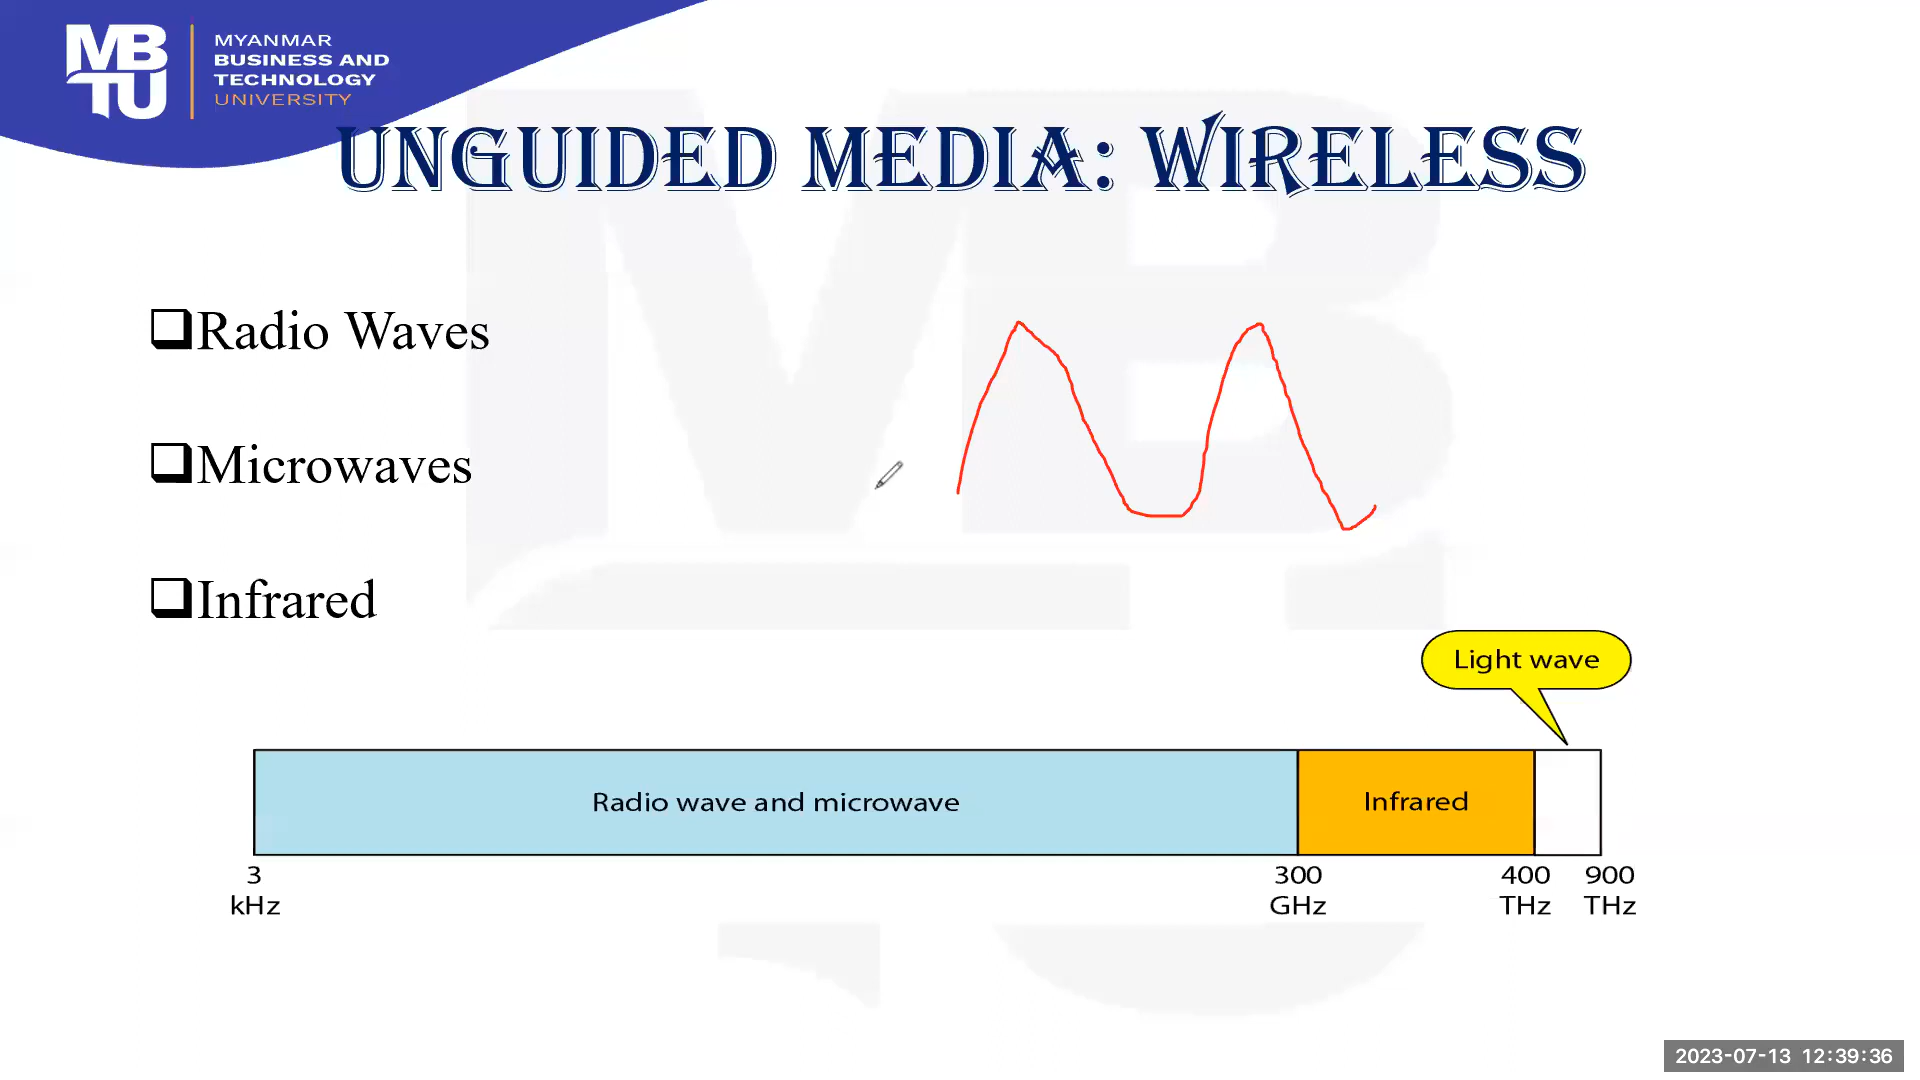 MBTU
MYANMAR
BUSINESS AND
TECHNOLOGY
UNIVERSITY
UNGUIDED MEDIA: WIRELESS
Radio Waves
Microwaves
Infrared
Light wave
Radio wave and microwave
Infrared
3 kHz
300 GHz
400 THz
900 THz
2023-07-13 12:39:36